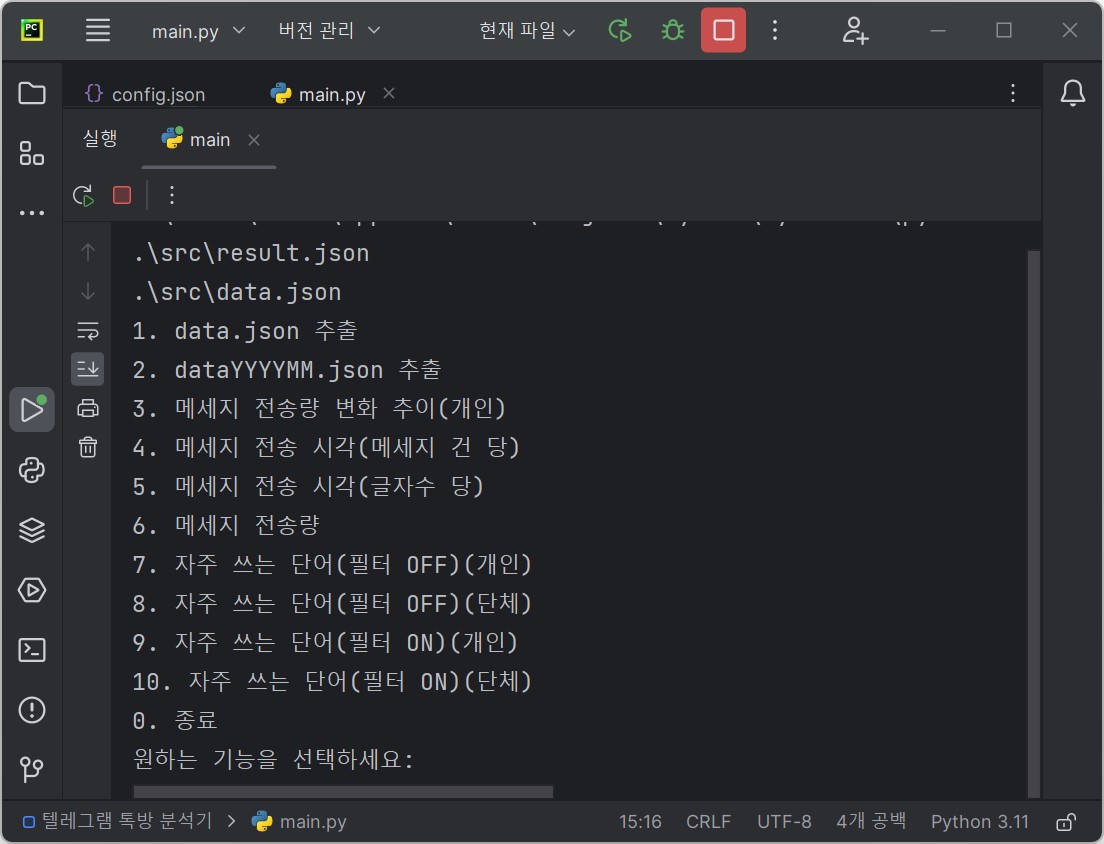 PC
main.py
버전 관리
현재 파일
config.json
main.py
실행
main
.\src\result.json
.\src\data.json
1. data.json 추출
2. dataYYYYMM.json 추출
3. 메세지 전송량 변화 추이(개인)
4. 메세지 전송 시각(메세지 건 당)
5. 메세지 전송 시각(글자수 당)
6. 메세지 전송량
7. 자주 쓰는 단어(필터 OFF)(개인)
8. 자주 쓰는 단어(필터 OFF)(단체)
9. 자주 쓰는 단어(필터 ON)(개인)
10. 자주 쓰는 단어(필터 ON)(단체)
0. 종료
원하는 기능을 선택하세요:
텔레그램 톡방 분석기 > main.py
15:16 CRLF UTF-8 4개 공백 Python 3.11